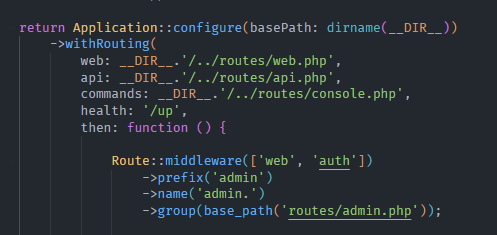 return Application::configure(basePath: dirname(__DIR__))
->withRouting(
web: __DIR__.'/../routes/web.php',
api: __DIR__.'/../routes/api.php',
commands: __DIR__.'/../routes/console.php',
health: '/up',
then: function () {
Route::middleware(['web', 'auth'])
->prefix('admin')
->name('admin.')
->group(base_path('routes/admin.php'));